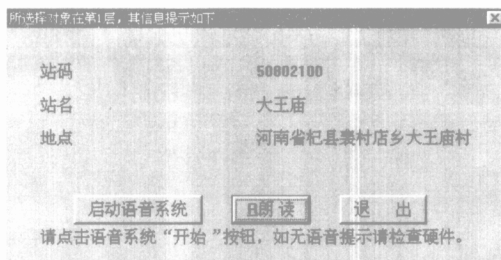 所选择对象在第1层，其信息提示如下
站码 50802100
站名 大王庙
地点 河南省杞县裴村店乡大王庙村
启动语音系统 朗读 退 出
请点击语音系统“开始”按钮，如无语音提示请检查硬件。